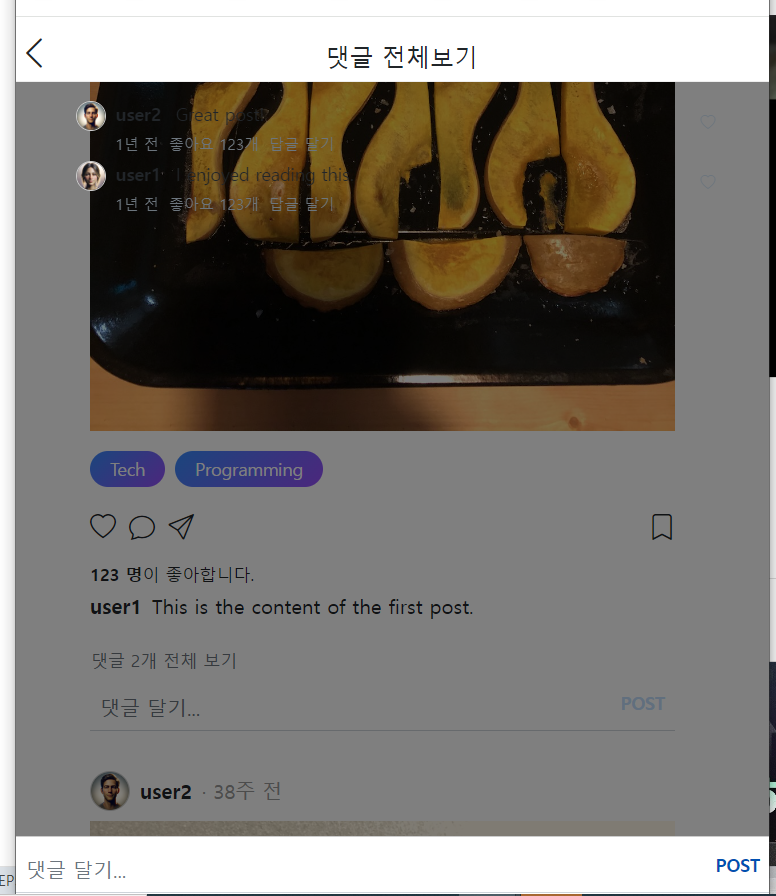 댓글 전체보기
user2 Great post!
1년 전 좋아요 123개 답글 달기
user1 I enjoyed reading this
1년 전 좋아요 123개 답글 달기
Tech Programming
123 명이 좋아합니다.
user1 This is the content of the first post.
댓글 2개 전체 보기
댓글 달기... POST
user2 · 38주 전
댓글 달기... POST
EP